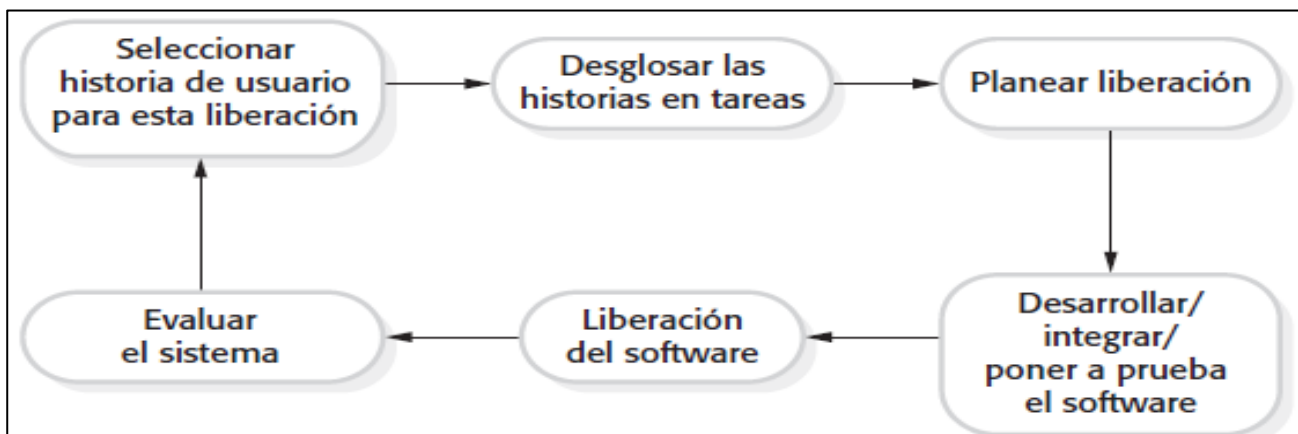 Seleccionar
historia de usuario
para esta liberación
Desglosar las
historias en tareas
Planear liberación
Desarrollar/
integrar/
poner a prueba
el software
Liberación
del software
Evaluar
el sistema